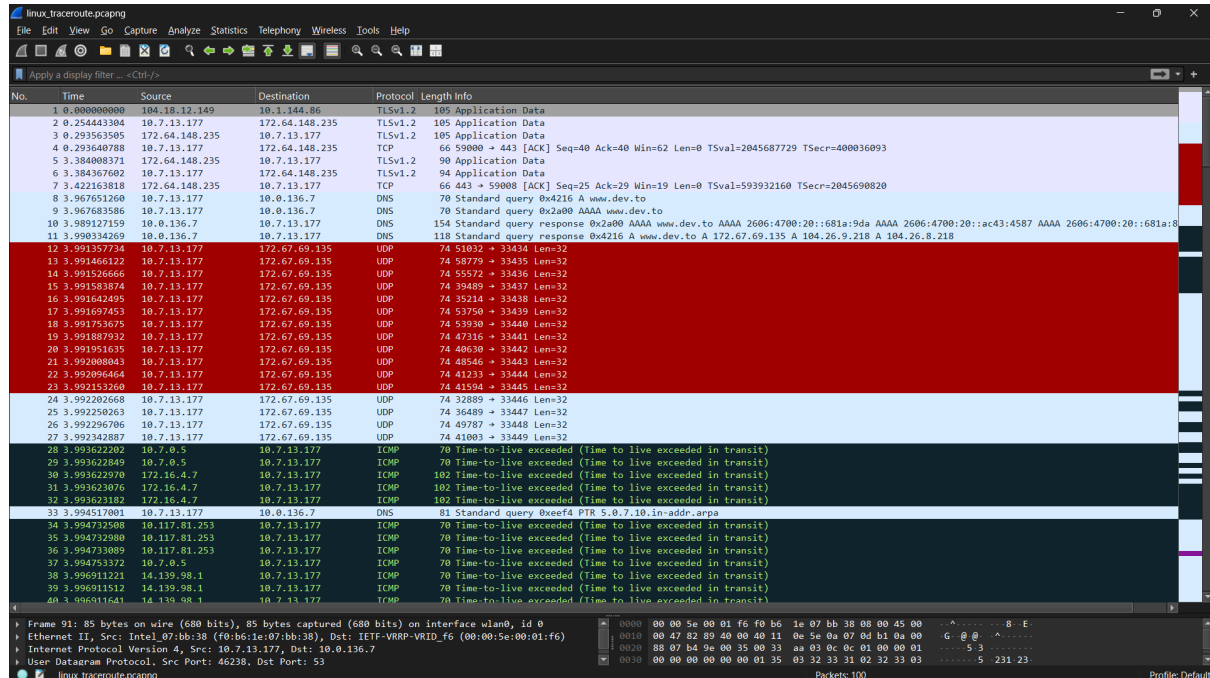 linux_traceroute.pcapng
File Edit View Go Capture Analyze Statistics Telephony Wireless Tools Help
Apply a display filter ... <Ctrl-/>
No. Time Source Destination Protocol Length Info
1 0.000000000 104.18.12.149 10.1.144.86 TLSv1.2 105 Application Data
2 0.254443304 10.7.13.177 172.64.148.235 TLSv1.2 105 Application Data
3 0.293563505 172.64.148.235 10.7.13.177 TLSv1.2 105 Application Data
4 0.293640788 10.7.13.177 172.64.148.235 TCP 66 59000 → 443 [ACK] Seq=40 Ack=40 Win=62 Len=0 TSval=2045687729 TSecr=400036093
5 3.384008371 172.64.148.235 10.7.13.177 TLSv1.2 90 Application Data
6 3.384367602 10.7.13.177 172.64.148.235 TLSv1.2 94 Application Data
7 3.422163818 172.64.148.235 10.7.13.177 TCP 66 443 → 59008 [ACK] Seq=25 Ack=29 Win=19 Len=0 TSval=593932160 TSecr=2045690820
8 3.967651260 10.7.13.177 10.0.136.7 DNS 70 Standard query 0x4216 A www.dev.to
9 3.967683586 10.7.13.177 10.0.136.7 DNS 70 Standard query 0x2a00 AAAA www.dev.to
10 3.989127159 10.0.136.7 10.7.13.177 DNS 154 Standard query response 0x2a00 AAAA www.dev.to AAAA 2606:4700:20::681a:9da AAAA 2606:4700:20::ac43:4587 AAAA 2606:4700:20::681a:8
11 3.990334269 10.0.136.7 10.7.13.177 DNS 118 Standard query response 0x4216 A www.dev.to A 172.67.69.135 A 104.26.9.218 A 104.26.8.218
12 3.991357734 10.7.13.177 172.67.69.135 UDP 74 51032 → 33434 Len=32
13 3.991466122 10.7.13.177 172.67.69.135 UDP 74 58779 → 33435 Len=32
14 3.991526666 10.7.13.177 172.67.69.135 UDP 74 55572 → 33436 Len=32
15 3.991583874 10.7.13.177 172.67.69.135 UDP 74 39489 → 33437 Len=32
16 3.991642495 10.7.13.177 172.67.69.135 UDP 74 35214 → 33438 Len=32
17 3.991697453 10.7.13.177 172.67.69.135 UDP 74 53750 → 33439 Len=32
18 3.991753675 10.7.13.177 172.67.69.135 UDP 74 53930 → 33440 Len=32
19 3.991887932 10.7.13.177 172.67.69.135 UDP 74 47316 → 33441 Len=32
20 3.991951635 10.7.13.177 172.67.69.135 UDP 74 40630 → 33442 Len=32
21 3.992008043 10.7.13.177 172.67.69.135 UDP 74 48546 → 33443 Len=32
22 3.992096464 10.7.13.177 172.67.69.135 UDP 74 41233 → 33444 Len=32
23 3.992153260 10.7.13.177 172.67.69.135 UDP 74 41594 → 33445 Len=32
24 3.992202668 10.7.13.177 172.67.69.135 UDP 74 32889 → 33446 Len=32
25 3.992250263 10.7.13.177 172.67.69.135 UDP 74 36489 → 33447 Len=32
26 3.992296706 10.7.13.177 172.67.69.135 UDP 74 49787 → 33448 Len=32
27 3.992342887 10.7.13.177 172.67.69.135 UDP 74 41003 → 33449 Len=32
28 3.993622202 10.7.0.5 10.7.13.177 ICMP 70 Time-to-live exceeded (Time to live exceeded in transit)
29 3.993622849 10.7.0.5 10.7.13.177 ICMP 70 Time-to-live exceeded (Time to live exceeded in transit)
30 3.993622970 172.16.4.7 10.7.13.177 ICMP 102 Time-to-live exceeded (Time to live exceeded in transit)
31 3.993623076 172.16.4.7 10.7.13.177 ICMP 102 Time-to-live exceeded (Time to live exceeded in transit)
32 3.993623182 172.16.4.7 10.7.13.177 ICMP 102 Time-to-live exceeded (Time to live exceeded in transit)
33 3.994517001 10.7.13.177 10.0.136.7 DNS 81 Standard query 0xeef4 PTR 5.0.7.10.in-addr.arpa
34 3.994732508 10.117.81.253 10.7.13.177 ICMP 70 Time-to-live exceeded (Time to live exceeded in transit)
35 3.994732980 10.117.81.253 10.7.13.177 ICMP 70 Time-to-live exceeded (Time to live exceeded in transit)
36 3.994733089 10.117.81.253 10.7.13.177 ICMP 70 Time-to-live exceeded (Time to live exceeded in transit)
37 3.994753372 10.7.0.5 10.7.13.177 ICMP 70 Time-to-live exceeded (Time to live exceeded in transit)
38 3.996911221 14.139.98.1 10.7.13.177 ICMP 70 Time-to-live exceeded (Time to live exceeded in transit)
39 3.996911512 14.139.98.1 10.7.13.177 ICMP 70 Time-to-live exceeded (Time to live exceeded in transit)
40 3.996911641 14.139.98.1 10.7.13.177 ICMP 70 Time-to-live exceeded (Time to live exceeded in transit)
Frame 91: 85 bytes on wire (680 bits), 85 bytes captured (680 bits) on interface wlan0, id 0
Ethernet II, Src: Intel_07:bb:38 (f0:b6:1e:07:bb:38), Dst: IETF-VRRP-VRID_f6 (00:00:5e:00:01:f6)
Internet Protocol Version 4, Src: 10.7.13.177, Dst: 10.0.136.7
User Datagram Protocol, Src Port: 46238, Dst Port: 53
0000 00 00 5e 00 01 f6 f0 b6 1e 07 bb 38 08 00 45 00 ··^····· ···8··E·
0010 00 47 82 89 40 00 40 11 0e 5e 0a 07 0d b1 0a 00 ·G··@·@· ·^······
0020 88 07 b4 9e 00 35 00 33 aa 03 0c 0c 01 00 00 01 ·····5·3 ········
0030 00 00 00 00 00 00 01 35 03 32 33 31 02 32 33 03 ·······5 ·231·23·
linux_traceroute.pcapng Packets: 100 Profile: Default